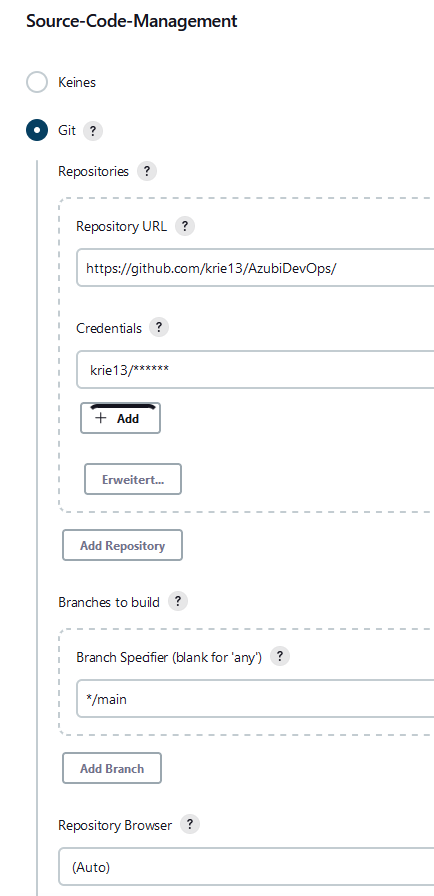 Source-Code-Management
Keines
Git ?
Repositories ?
Repository URL ?
https://github.com/krie13/AzubiDevOps/
Credentials ?
krie13/******
+ Add
Erweitert...
Add Repository
Branches to build ?
Branch Specifier (blank for 'any') ?
*/main
Add Branch
Repository Browser ?
(Auto)